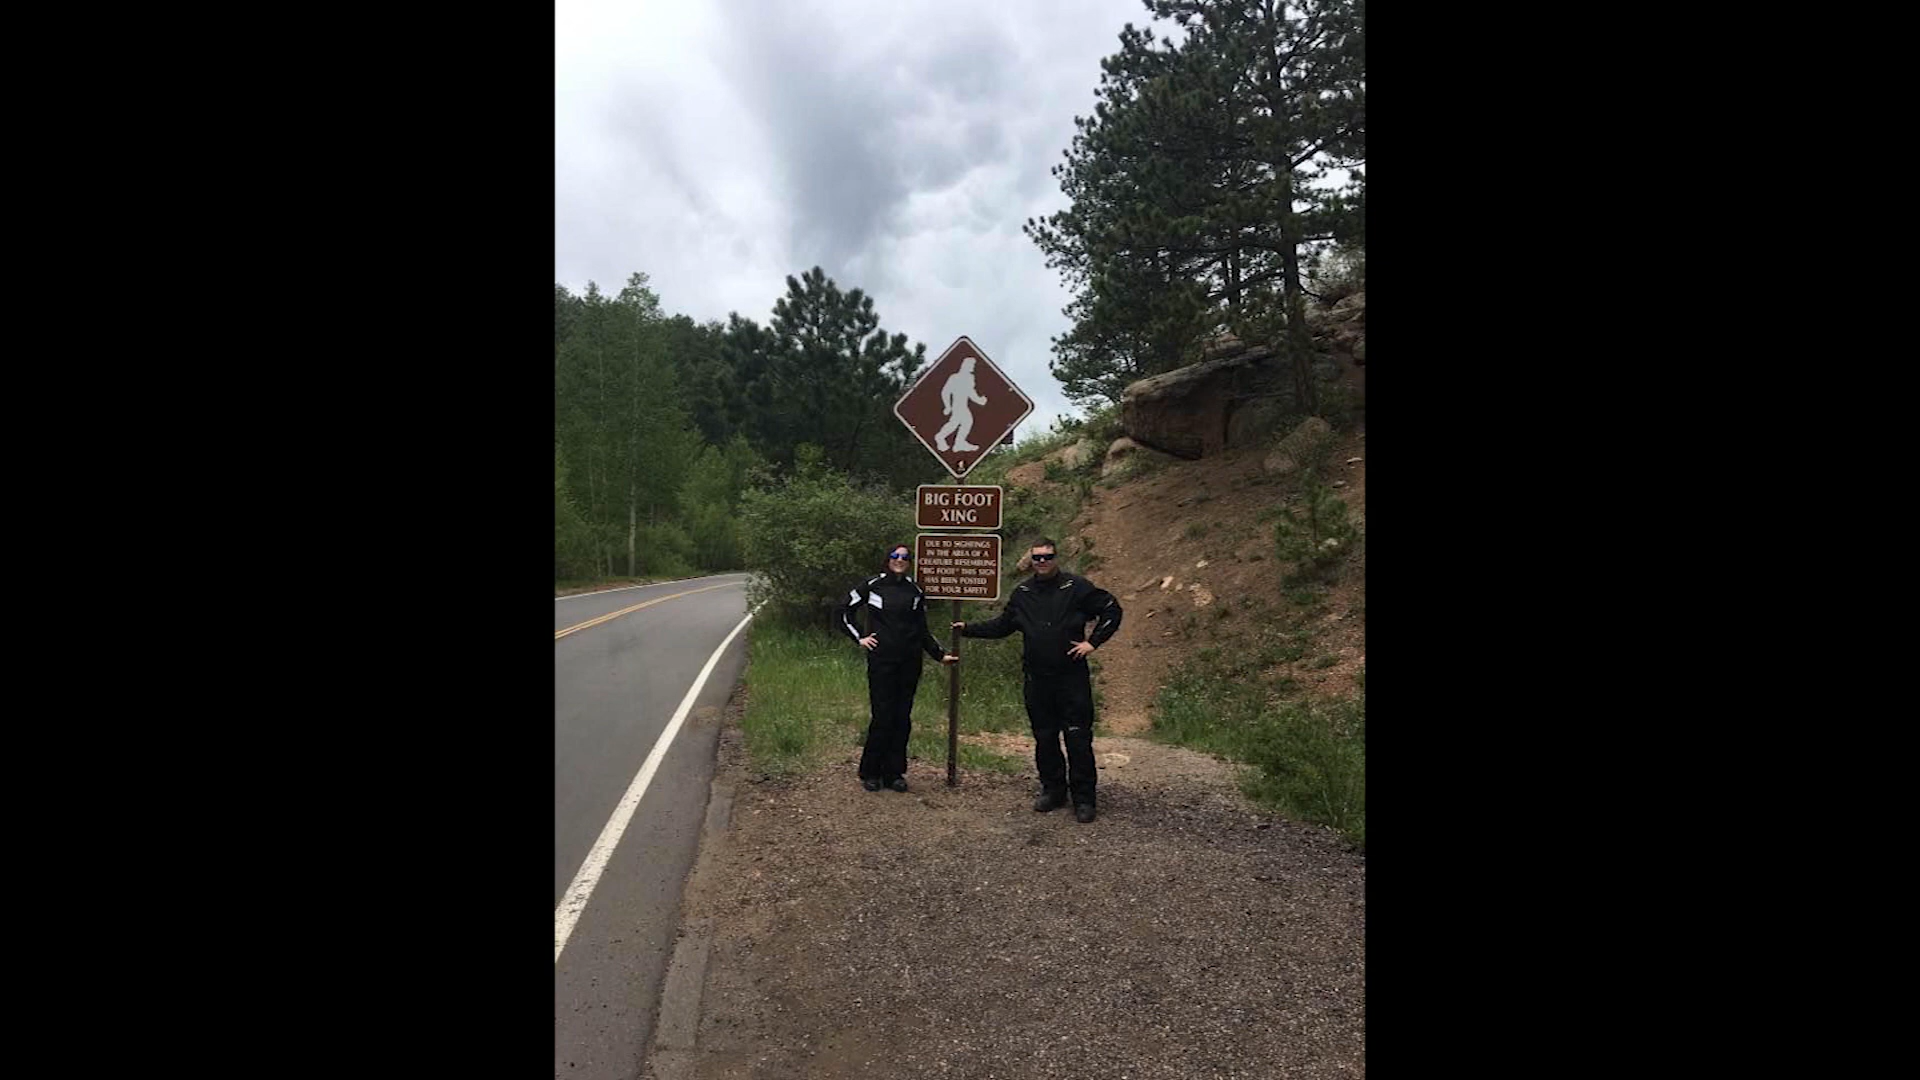 BIG FOOT
XING
DUE TO SIGHTINGS
IN THE AREA OF A
CREATURE RESEMBLING
"BIG FOOT" THIS SIGN
HAS BEEN POSTED
FOR YOUR SAFETY